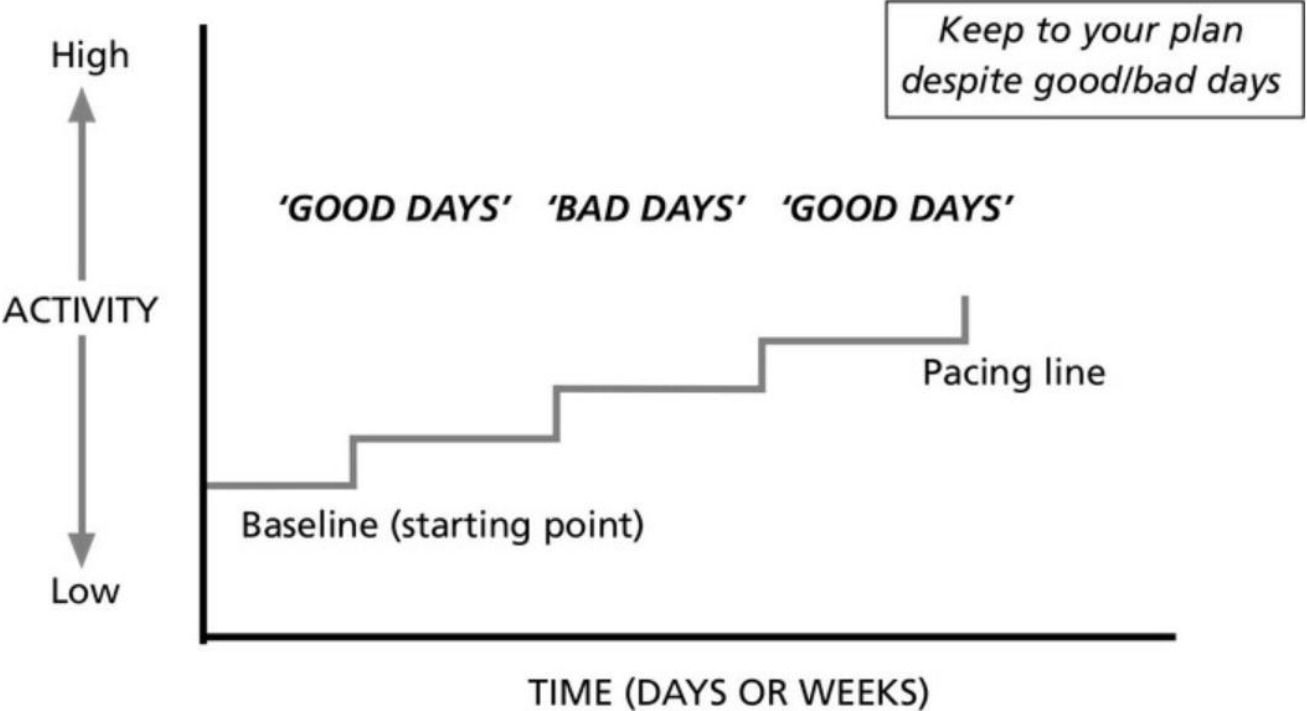 High
Keep to your plan
despite good/bad days
‘GOOD DAYS’ ‘BAD DAYS’ ‘GOOD DAYS’
ACTIVITY
Pacing line
Baseline (starting point)
Low
TIME (DAYS OR WEEKS)